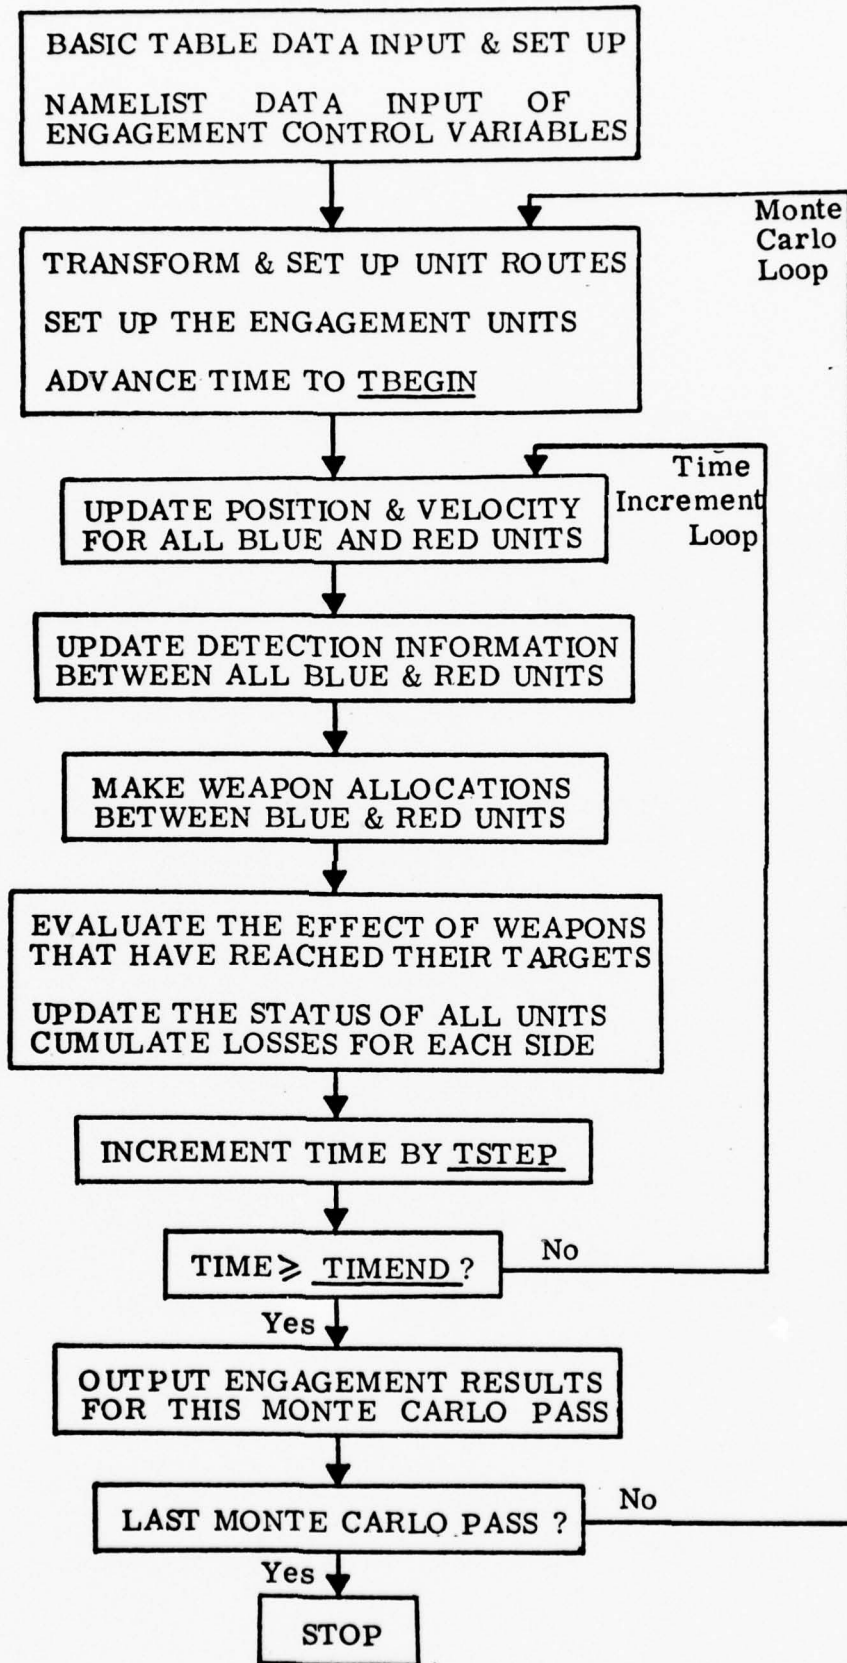 BASIC TABLE DATA INPUT & SET UP
NAMELIST DATA INPUT OF
ENGAGEMENT CONTROL VARIABLES
Monte
Carlo
Loop
TRANSFORM & SET UP UNIT ROUTES
SET UP THE ENGAGEMENT UNITS
ADVANCE TIME TO TBEGIN
Time
Increment
Loop
UPDATE POSITION & VELOCITY
FOR ALL BLUE AND RED UNITS
UPDATE DETECTION INFORMATION
BETWEEN ALL BLUE & RED UNITS
MAKE WEAPON ALLOCATIONS
BETWEEN BLUE & RED UNITS
EVALUATE THE EFFECT OF WEAPONS
THAT HAVE REACHED THEIR TARGETS
UPDATE THE STATUS OF ALL UNITS
CUMULATE LOSSES FOR EACH SIDE
INCREMENT TIME BY TSTEP
TIME ⩾ TIMEND ?
No
Yes
OUTPUT ENGAGEMENT RESULTS
FOR THIS MONTE CARLO PASS
LAST MONTE CARLO PASS ?
No
Yes
STOP